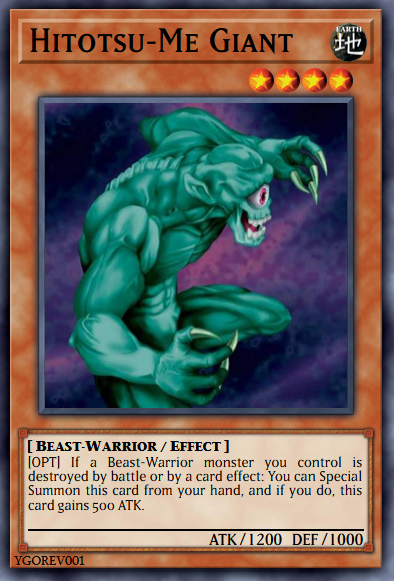 Hitotsu-Me Giant
EARTH
地
[ Beast-Warrior / Effect ]
[OPT] If a Beast-Warrior monster you control is
destroyed by battle or by a card effect: You can Special
Summon this card from your hand, and if you do, this
card gains 500 ATK.
ATK / 1200 DEF / 1000
YGOREV001